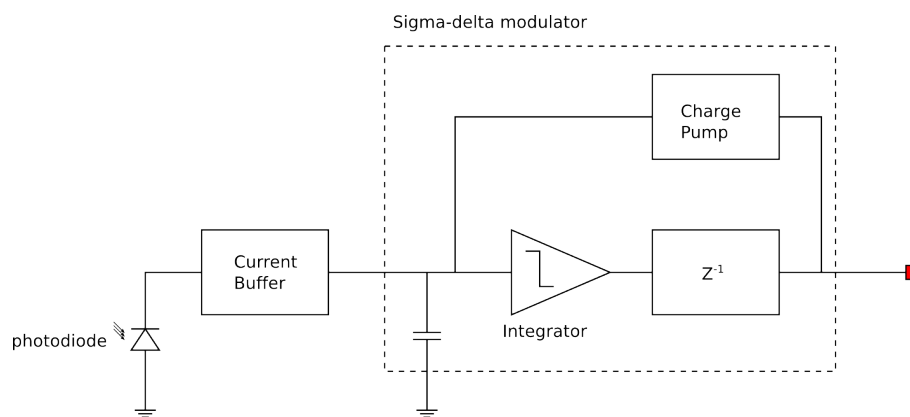 Sigma-delta modulator
Charge
Pump
Current
Buffer
Z⁻¹
Integrator
photodiode